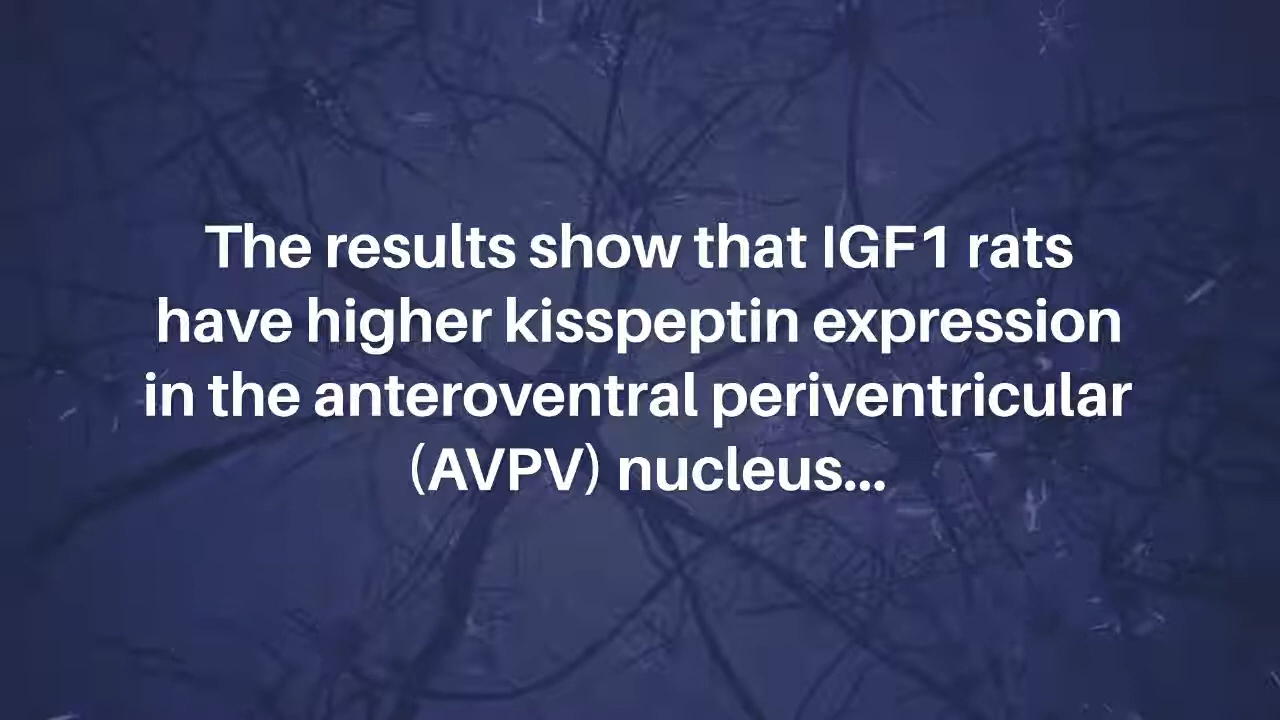 The results show that IGF1 rats
have higher kisspeptin expression
in the anteroventral periventricular
(AVPV) nucleus...